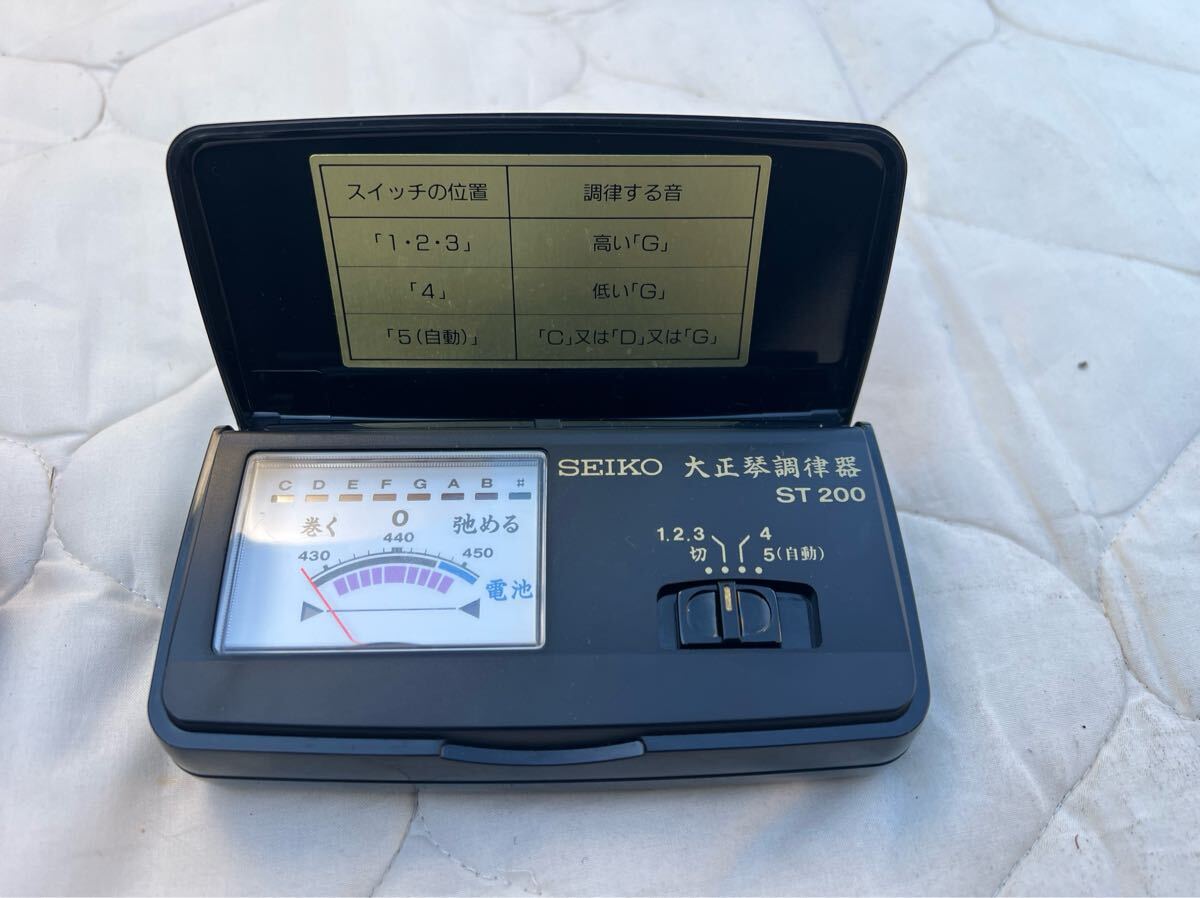 スイッチの位置 調律する音
「1・2・3」 高い「G」
「4」 低い「G」
「5(自動)」 「C」又は「D」又は「G」
SEIKO 大正琴調律器
ST 200
C D E F G A B #
巻く 0 弛める
430 440 450
電池
1.2.3 4
切 5(自動)